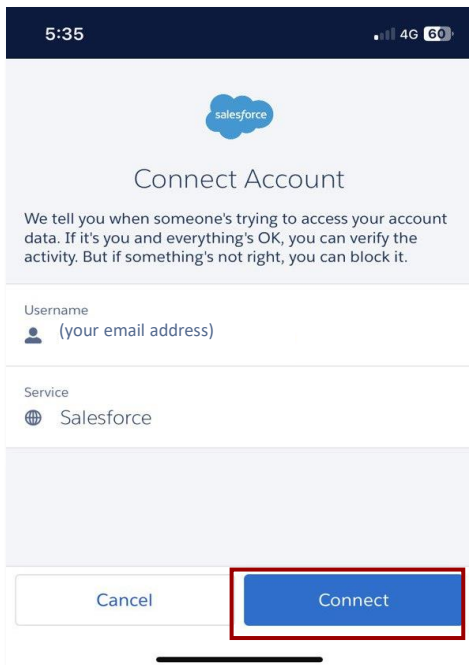 5:35 4G 60
salesforce
Connect Account
We tell you when someone's trying to access your account
data. If it's you and everything's OK, you can verify the
activity. But if something's not right, you can block it.
Username
(your email address)
Service
Salesforce
Cancel Connect